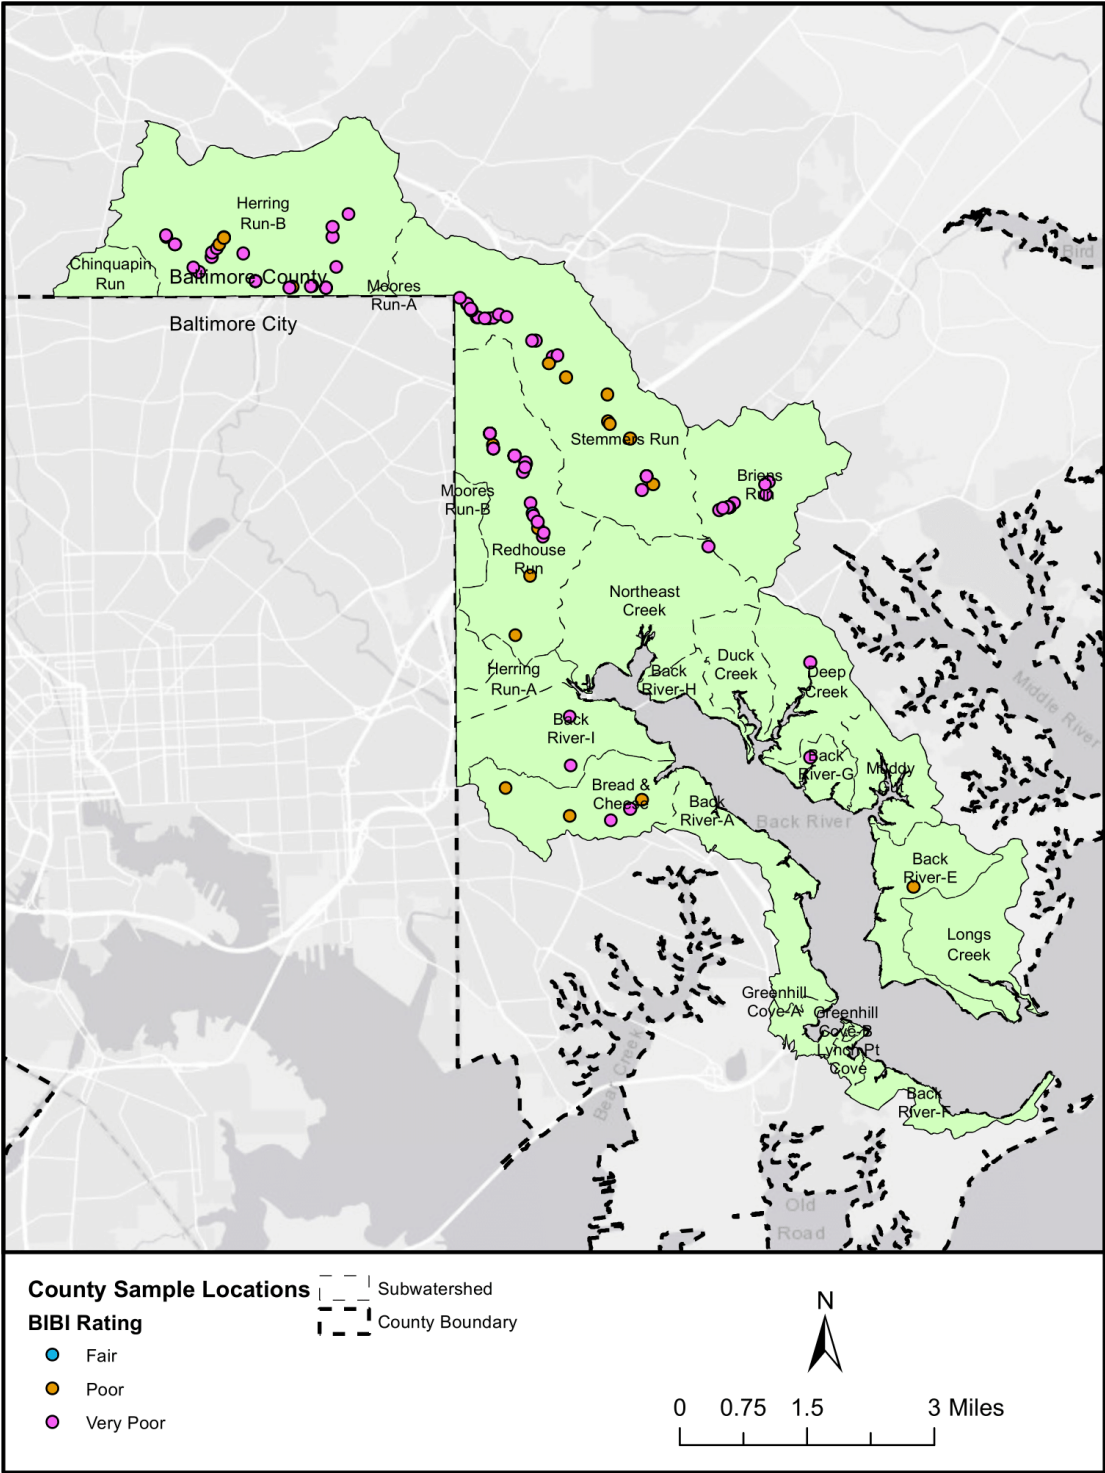 Herring
Run-B
Chinquapin
Run
Baltimore County
Moores
Run-A
Baltimore City
Bird
Stemmers Run
Briens
Run
Moores
Run-B
Redhouse
Run
Northeast
Creek
Herring
Run-A
Back
River-H
Duck
Creek
Deep
Creek
Middle River
Back
River-I
Back
River-G
Muddy
Gut
Bread &
Cheese
Back
River-A
Back River
Back
River-E
Longs
Creek
Greenhill
Cove-A
Greenhill
Cove-B
Lynch Pt
Cove
Back
River-F
Bear Creek
Old
Road
County Sample Locations
BIBI Rating
Fair
Poor
Very Poor
Subwatershed
County Boundary
N
0 0.75 1.5 3 Miles